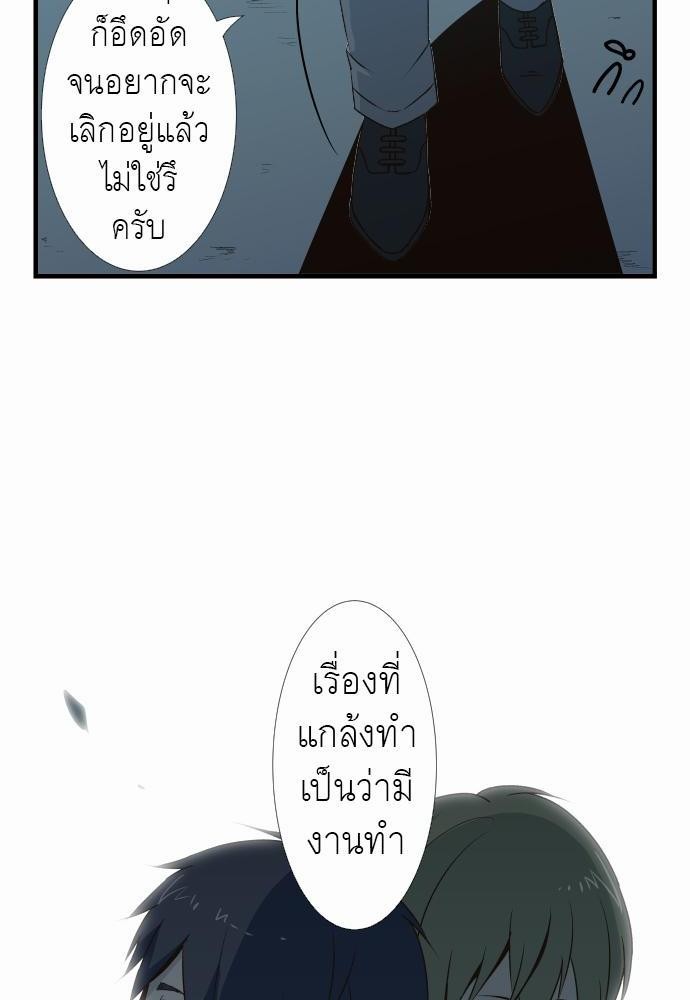 ก็อึดอัด
จนอยากจะ
เลิกอยู่แล้ว
ไม่ใช่รึ
ครับ
กึก
เรื่องที่
แกล้งทำ
เป็นว่ามี
งานทำ